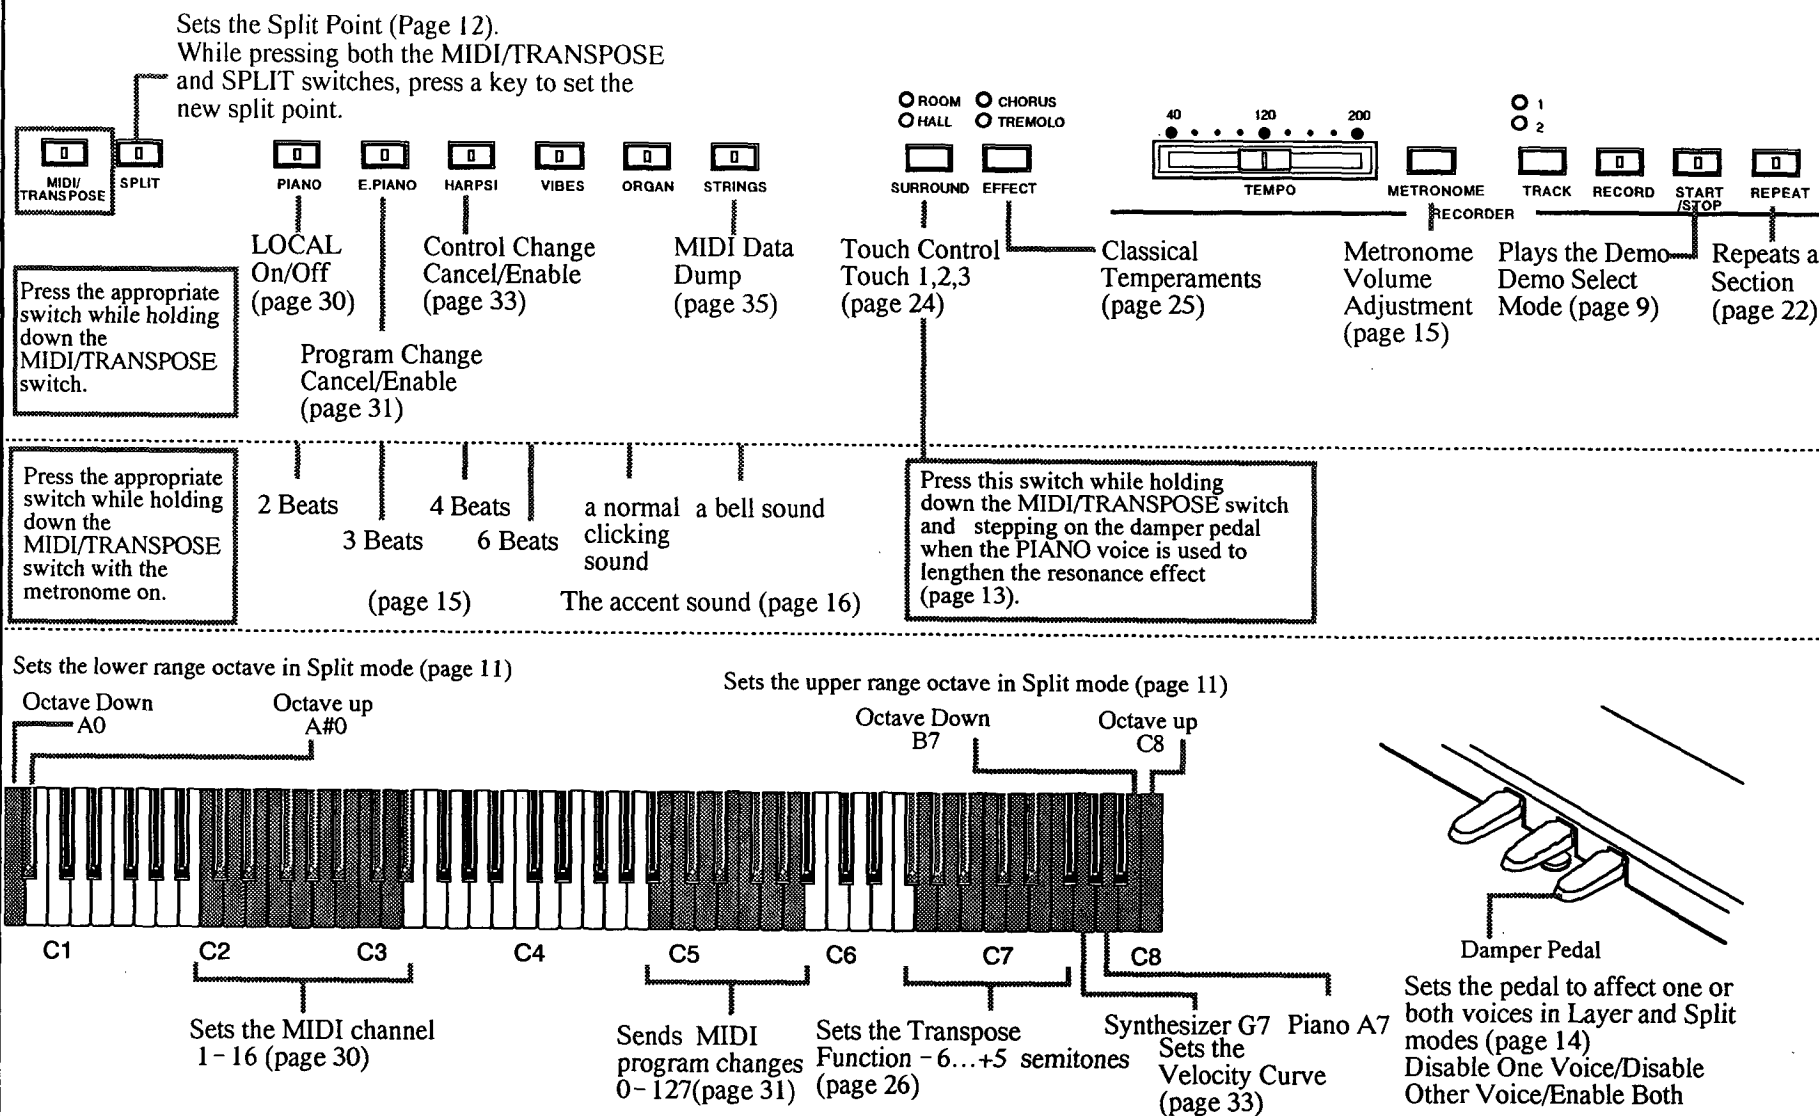 Sets the Split Point (Page 12).
While pressing both the MIDI/TRANSPOSE
and SPLIT switches, press a key to set the
new split point.
ROOM CHORUS
HALL TREMOLO
40 120 200
1
2
MIDI/
TRANSPOSE
SPLIT
PIANO
E.PIANO
HARPSI
VIBES
ORGAN
STRINGS
SURROUND
EFFECT
TEMPO
METRONOME
TRACK
RECORD
START
/STOP
REPEAT
RECORDER
Press the appropriate
switch while holding
down the
MIDI/TRANSPOSE
switch.
LOCAL
On/Off
(page 30)
Program Change
Cancel/Enable
(page 31)
Control Change
Cancel/Enable
(page 33)
MIDI Data
Dump
(page 35)
Touch Control
Touch 1,2,3
(page 24)
Classical
Temperaments
(page 25)
Metronome
Volume
Adjustment
(page 15)
Plays the Demo
Demo Select
Mode (page 9)
Repeats a
Section
(page 22)
Press the appropriate
switch while holding
down the
MIDI/TRANSPOSE
switch with the
metronome on.
2 Beats
3 Beats
4 Beats
6 Beats
(page 15)
a normal
clicking
sound
a bell sound
The accent sound (page 16)
Press this switch while holding
down the MIDI/TRANSPOSE switch
and stepping on the damper pedal
when the PIANO voice is used to
lengthen the resonance effect
(page 13).
Sets the lower range octave in Split mode (page 11)
Octave Down
A0
Octave up
A#0
Sets the upper range octave in Split mode (page 11)
Octave Down
B7
Octave up
C8
C1 C2 C3 C4 C5 C6 C7 C8
Sets the MIDI channel
1-16 (page 30)
Sends MIDI
program changes
0-127(page 31)
Sets the Transpose
Function -6...+5 semitones
(page 26)
Synthesizer G7 Piano A7
Sets the
Velocity Curve
(page 33)
Damper Pedal
Sets the pedal to affect one or
both voices in Layer and Split
modes (page 14)
Disable One Voice/Disable
Other Voice/Enable Both